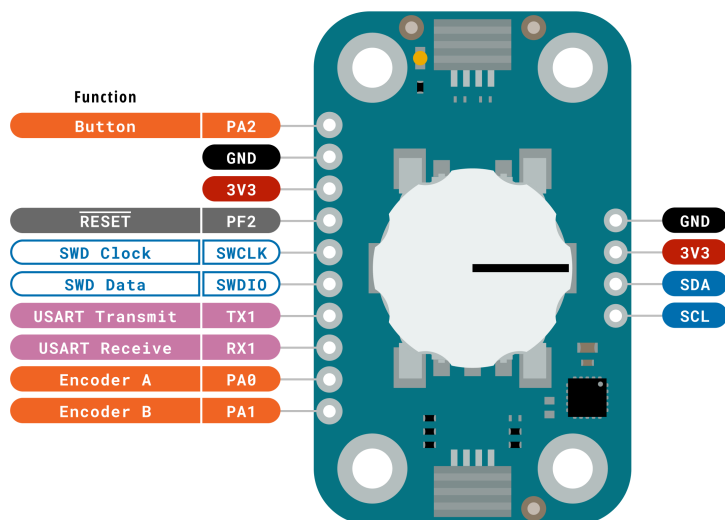 Function
Button PA2
GND
3V3
RESET PF2
SWD Clock SWCLK
SWD Data SWDIO
USART Transmit TX1
USART Receive RX1
Encoder A PA0
Encoder B PA1
GND
3V3
SDA
SCL